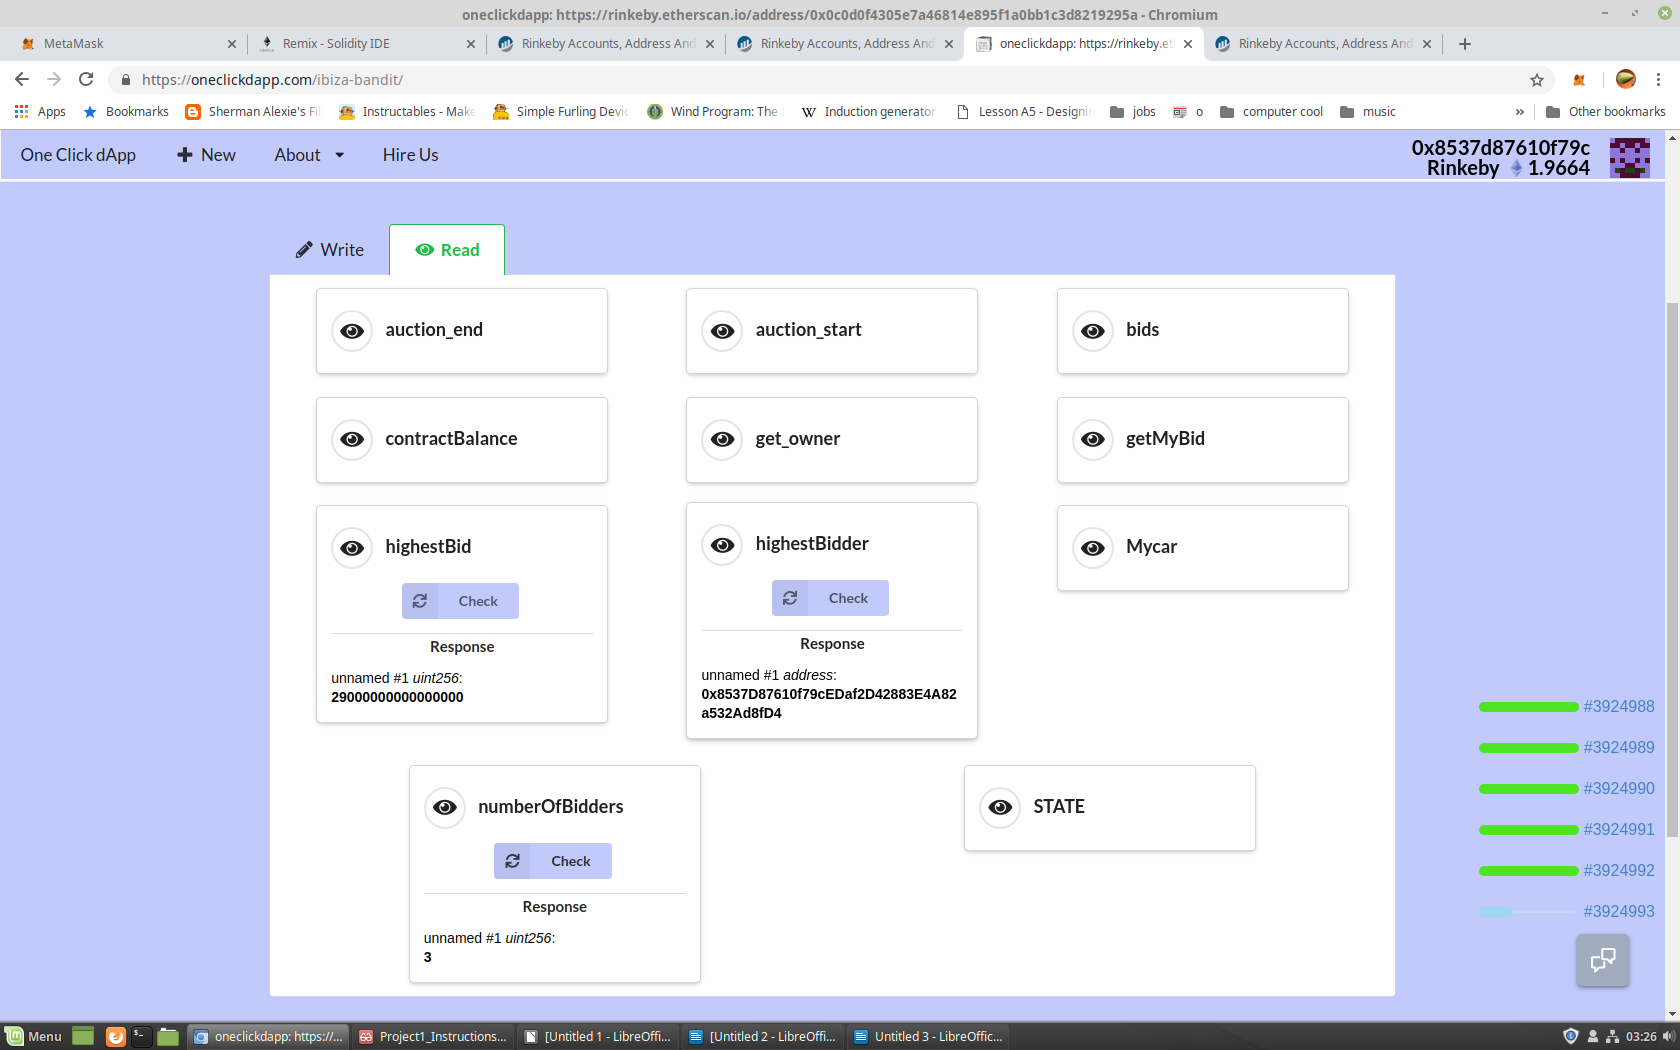 oneclickdapp: https://rinkeby.etherscan.io/address/0x0c0d0f4305e7a46814e895f1a0bb1c3d8219295a - Chromium
MetaMask
Remix - Solidity IDE
Rinkeby Accounts, Address And
Rinkeby Accounts, Address And
oneclickdapp: https://rinkeby.et
Rinkeby Accounts, Address And
https://oneclickdapp.com/ibiza-bandit/
Apps
Bookmarks
Sherman Alexie's Fil
Instructables - Make
Simple Furling Devic
Wind Program: The
Induction generator
Lesson A5 - Designi
jobs
o
computer cool
music
»
Other bookmarks
One Click dApp
New
About
Hire Us
0x8537d87610f79c
Rinkeby 1.9664
Write
Read
auction_end
auction_start
bids
contractBalance
get_owner
getMyBid
highestBid
Check
Response
unnamed #1 uint256:
29000000000000000
highestBidder
Check
Response
unnamed #1 address:
0x8537D87610f79cEDaf2D42883E4A82
a532Ad8fD4
Mycar
numberOfBidders
Check
Response
unnamed #1 uint256:
3
STATE
#3924988
#3924989
#3924990
#3924991
#3924992
#3924993
Menu
oneclickdapp: https://...
Project1_Instructions...
[Untitled 1 - LibreOffi...
[Untitled 2 - LibreOffi...
Untitled 3 - LibreOffic...
03:26